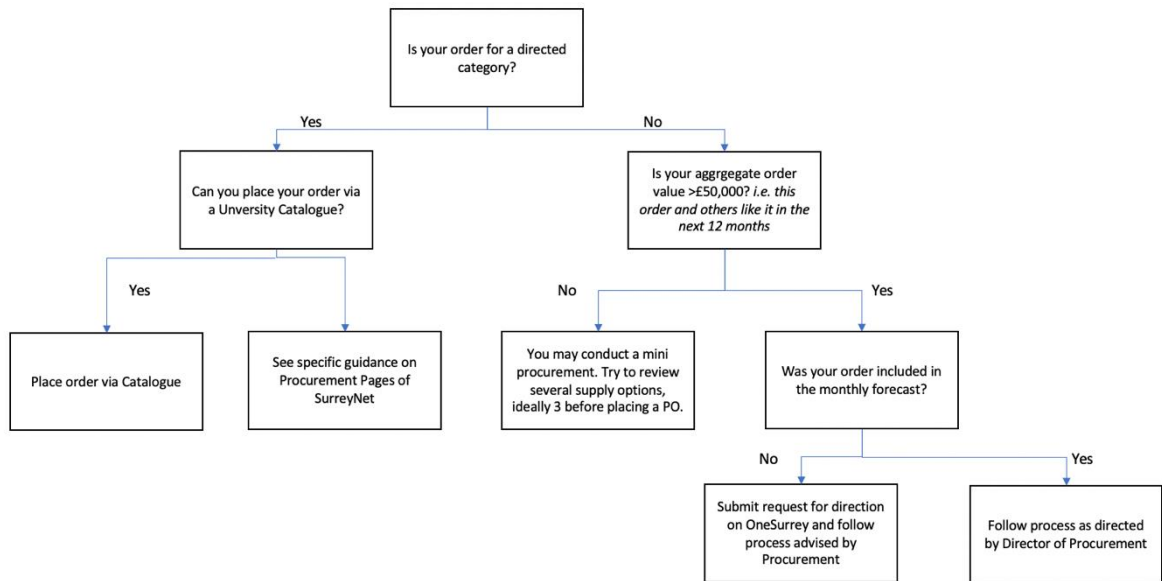 Is your order for a directed
category?
Yes
No
Can you place your order via
a Unversity Catalogue?
Is your aggrgegate order
value >£50,000? i.e. this
order and others like it in the
next 12 months
Yes
No
Yes
Place order via Catalogue
See specific guidance on
Procurement Pages of
SurreyNet
You may conduct a mini
procurement. Try to review
several supply options,
ideally 3 before placing a PO.
Was your order included in
the monthly forecast?
No
Yes
Submit request for direction
on OneSurrey and follow
process advised by
Procurement
Follow process as directed
by Director of Procurement